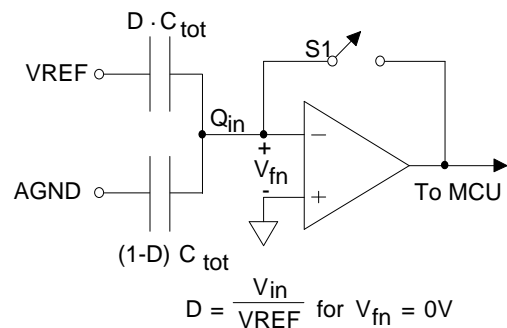 D · C tot
VREF
S1
Q in
−
+
V fn
-
+
AGND
To MCU
(1-D) C tot
D = V in / VREF for V fn = 0V